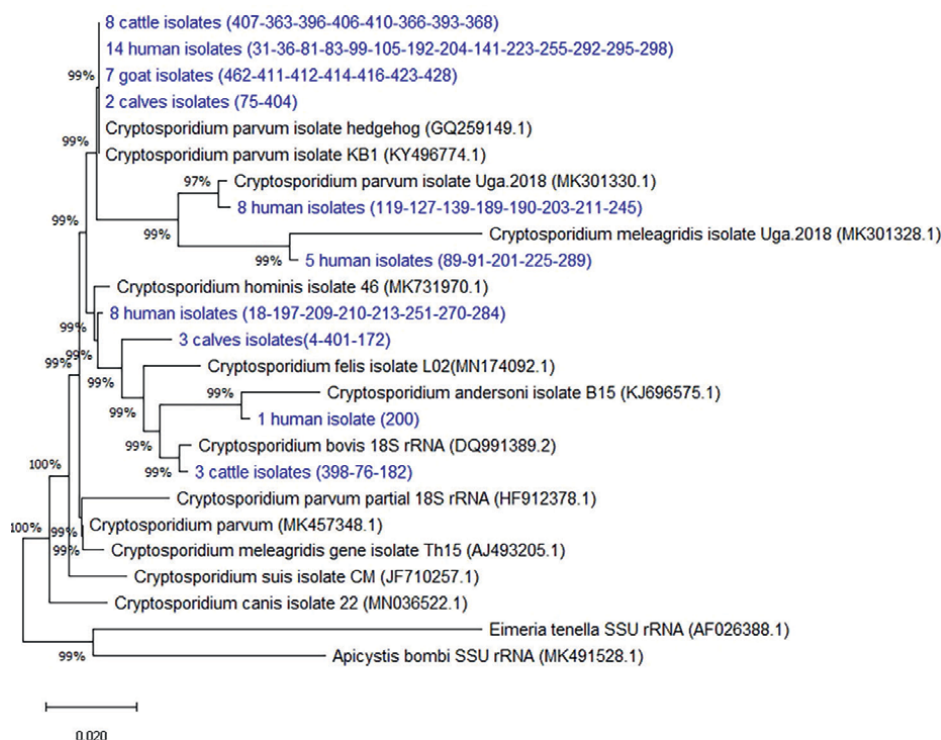 8 cattle isolates (407-363-396-406-410-366-393-368)
14 human isolates (31-36-81-83-99-105-192-204-141-223-255-292-295-298)
99%
7 goat isolates (462-411-412-414-416-423-428)
2 calves isolates (75-404)
Cryptosporidium parvum isolate hedgehog (GQ259149.1)
99%
Cryptosporidium parvum isolate KB1 (KY496774.1)
97%
Cryptosporidium parvum isolate Uga.2018 (MK301330.1)
8 human isolates (119-127-139-189-190-203-211-245)
99%
99%
Cryptosporidium meleagridis isolate Uga.2018 (MK301328.1)
99%
5 human isolates (89-91-201-225-289)
Cryptosporidium hominis isolate 46 (MK731970.1)
8 human isolates (18-197-209-210-213-251-270-284)
99%
3 calves isolates(4-401-172)
99%
99%
Cryptosporidium felis isolate L02(MN174092.1)
99%
99%
Cryptosporidium andersoni isolate B15 (KJ696575.1)
99%
1 human isolate (200)
99%
Cryptosporidium bovis 18S rRNA (DQ991389.2)
100%
99%
3 cattle isolates (398-76-182)
Cryptosporidium parvum partial 18S rRNA (HF912378.1)
100%
99%
Cryptosporidium parvum (MK457348.1)
99%
Cryptosporidium meleagridis gene isolate Th15 (AJ493205.1)
Cryptosporidium suis isolate CM (JF710257.1)
Cryptosporidium canis isolate 22 (MN036522.1)
Eimeria tenella SSU rRNA (AF026388.1)
99%
Apicystis bombi SSU rRNA (MK491528.1)
0.020